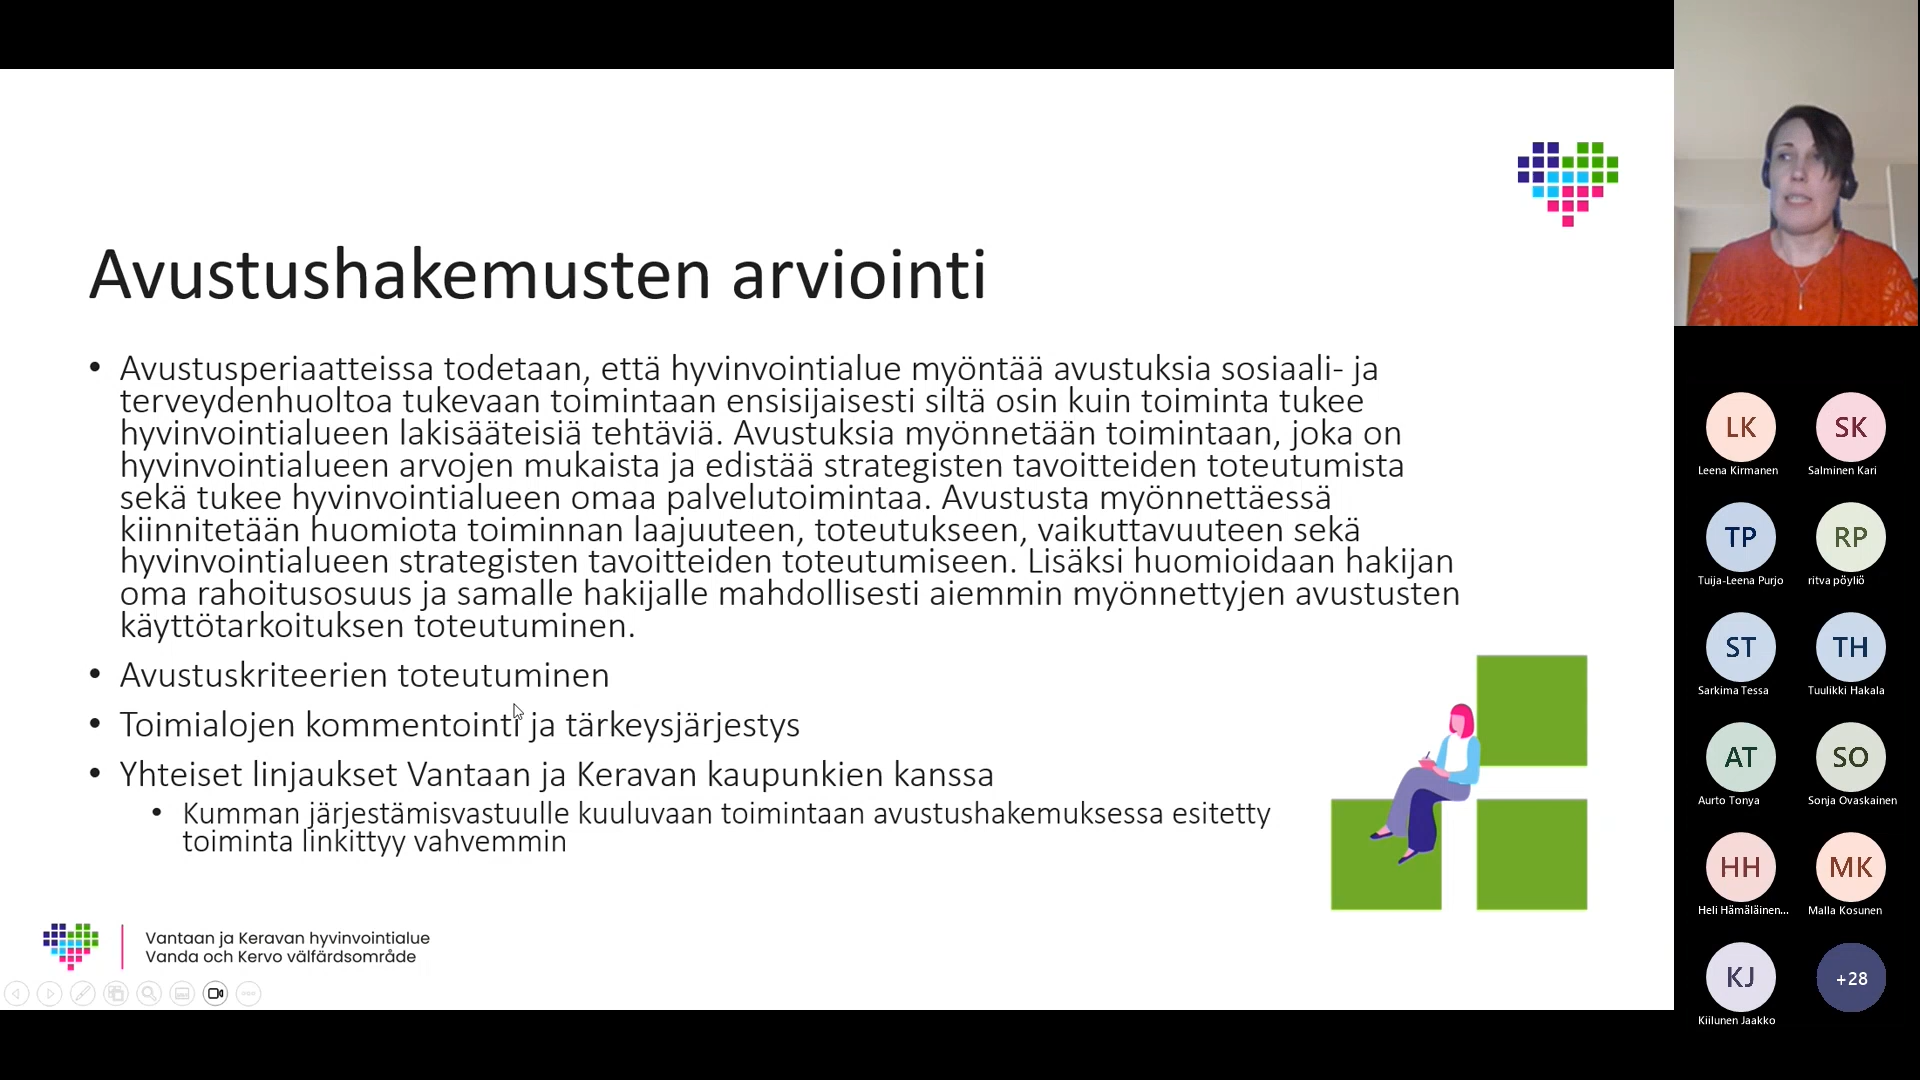 Avustushakemusten arviointi
• Avustusperiaatteissa todetaan, että hyvinvointialue myöntää avustuksia sosiaali- ja
terveydenhuoltoa tukevaan toimintaan ensisijaisesti siltä osin kuin toiminta tukee
hyvinvointialueen lakisääteisiä tehtäviä. Avustuksia myönnetään toimintaan, joka on
hyvinvointialueen arvojen mukaista ja edistää strategisten tavoitteiden toteutumista
sekä tukee hyvinvointialueen omaa palvelutoimintaa. Avustusta myönnettäessä
kiinnitetään huomiota toiminnan laajuuteen, toteutukseen, vaikuttavuuteen sekä
hyvinvointialueen strategisten tavoitteiden toteutumiseen. Lisäksi huomioidaan hakijan
oma rahoitusosuus ja samalle hakijalle mahdollisesti aiemmin myönnettyjen avustusten
käyttötarkoituksen toteutuminen.
• Avustuskriteerien toteutuminen
• Toimialojen kommentointi ja tärkeysjärjestys
• Yhteiset linjaukset Vantaan ja Keravan kaupunkien kanssa
• Kumman järjestämisvastuulle kuuluvaan toimintaan avustushakemuksessa esitetty
toiminta linkittyy vahvemmin
Vantaan ja Keravan hyvinvointialue
Vanda och Kervo välfärdsområde
LK SK
Leena Kirmanen Salminen Kari
TP RP
Tuija-Leena Purjo ritva pöyliö
ST TH
Sarkima Tessa Tuulikki Hakala
AT SO
Aurto Tonya Sonja Ovaskainen
HH MK
Heli Hämäläinen... Malla Kosunen
KJ +28
Kiilunen Jaakko